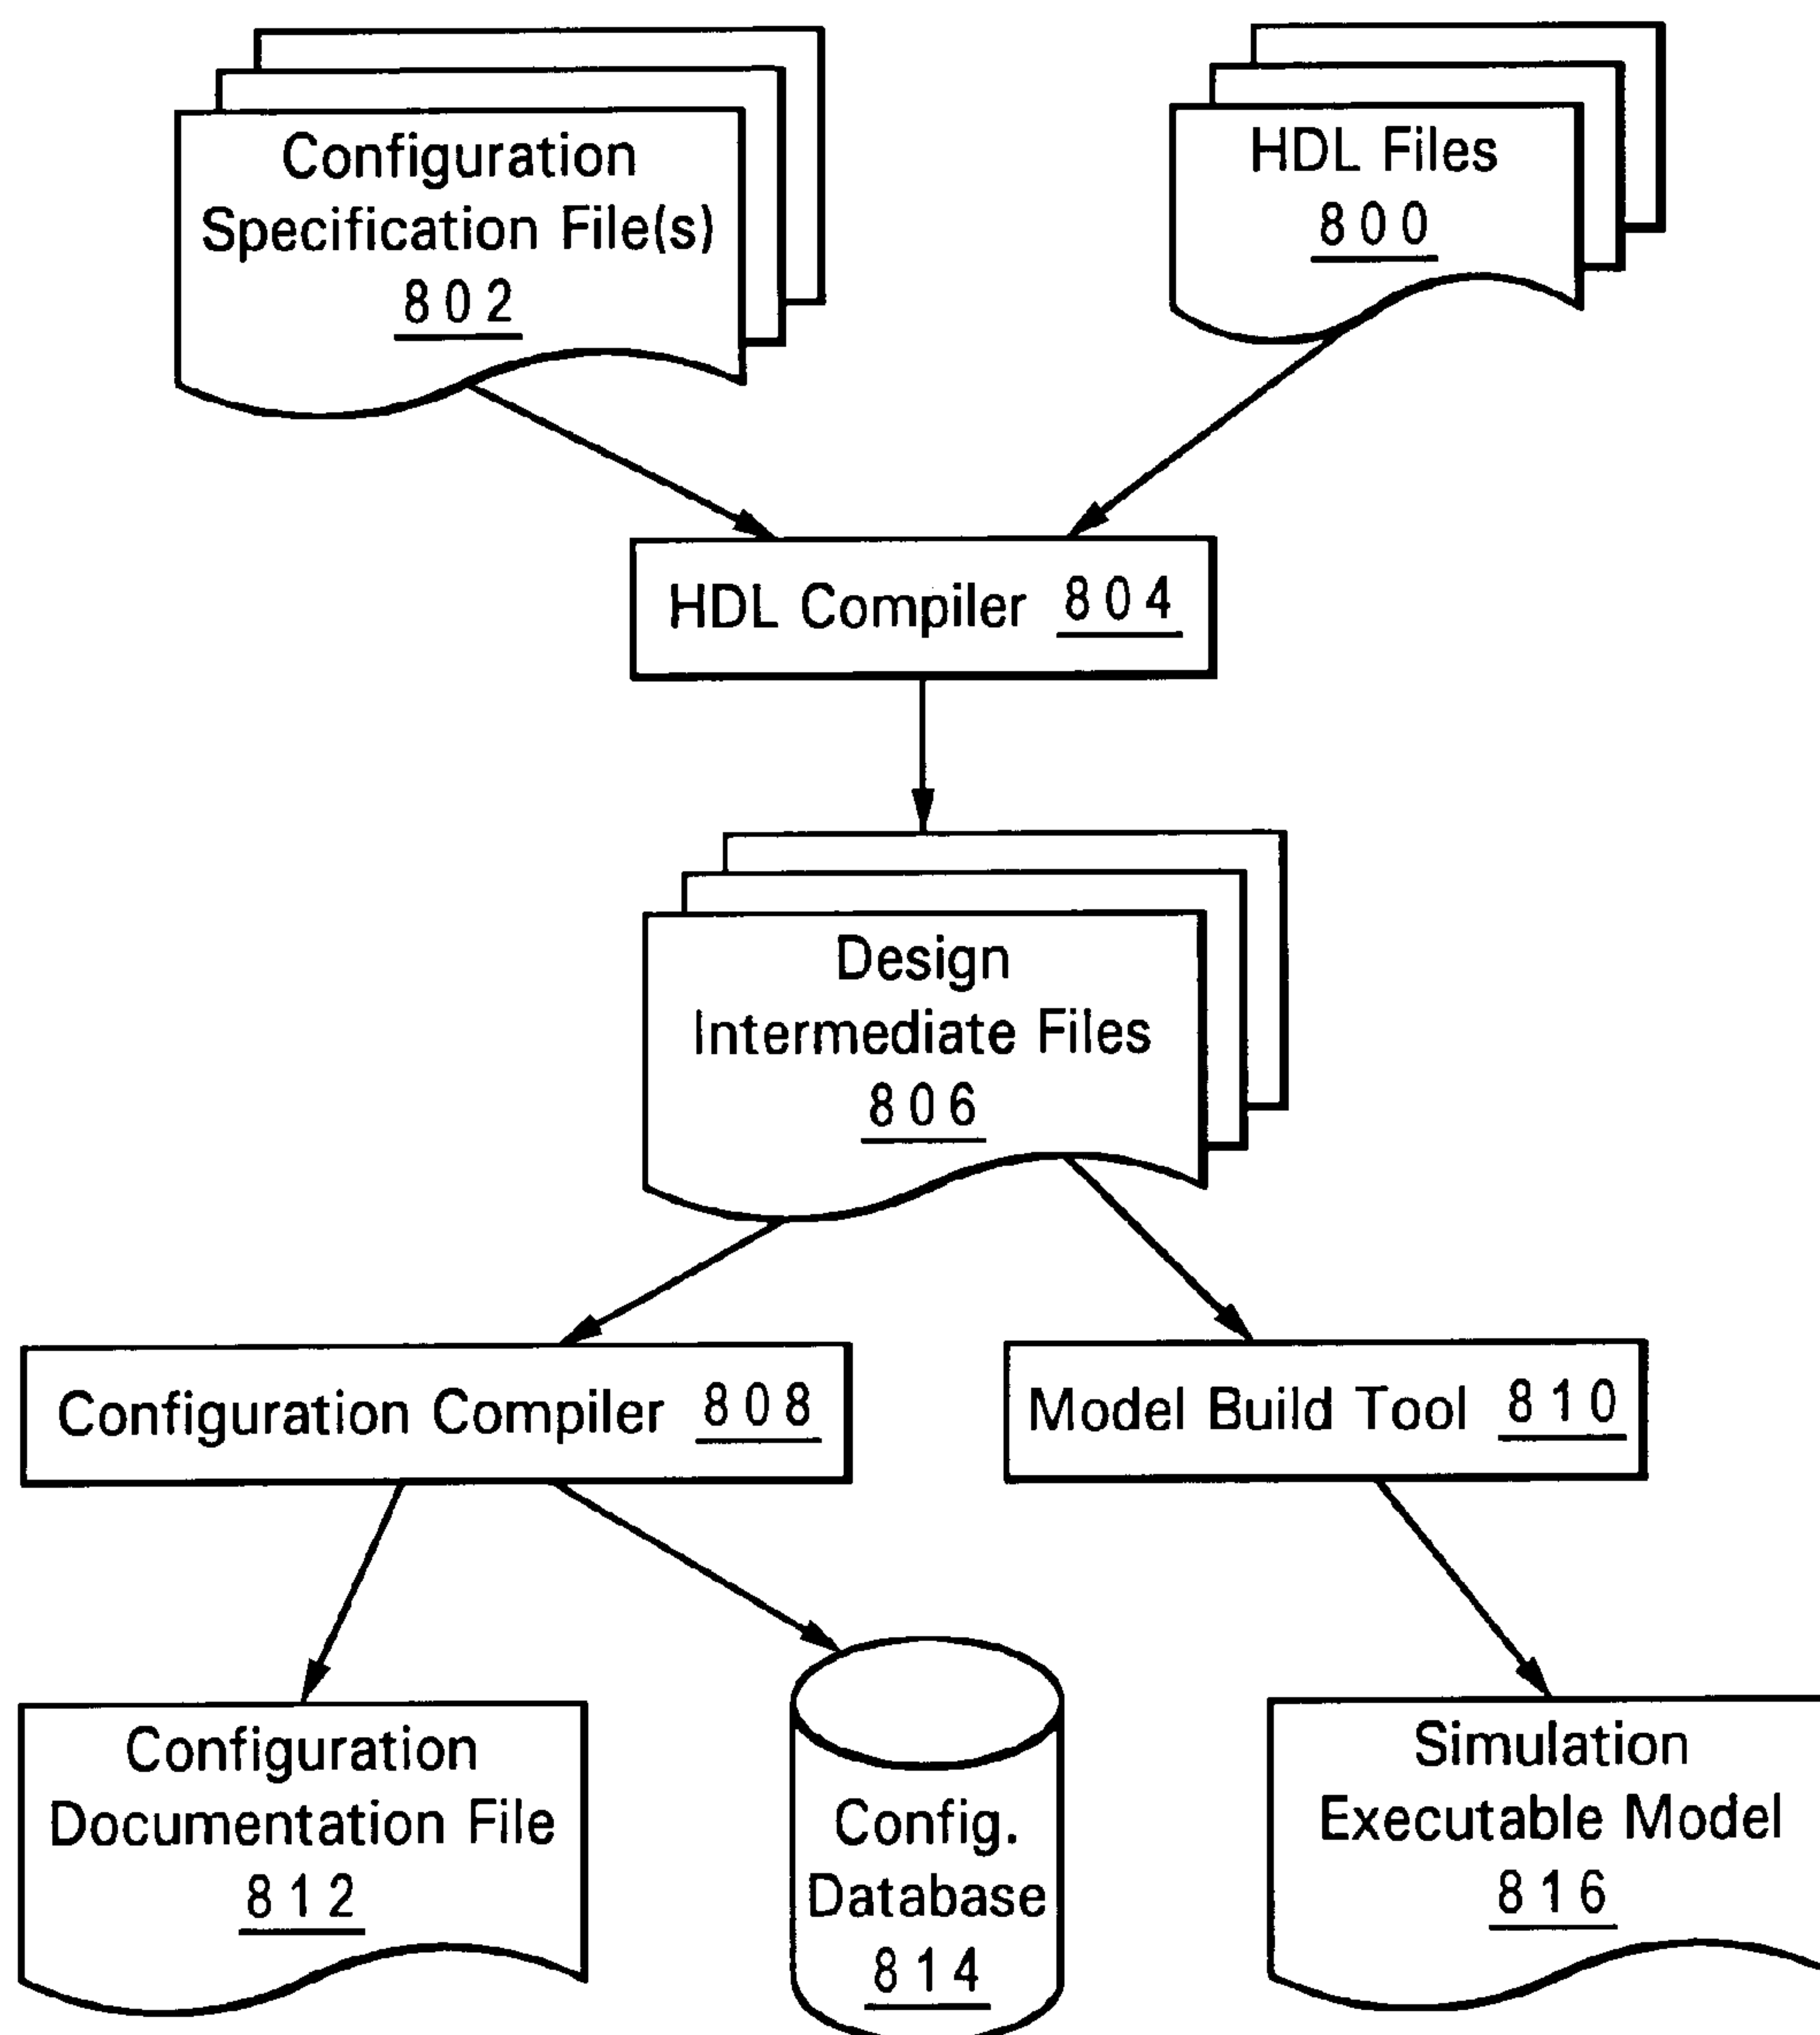 Configuration
Specification File(s)
802
HDL Files
800
HDL Compiler 804
Design
Intermediate Files
806
Configuration Compiler 808
Model Build Tool 810
Configuration
Documentation File
812
Config.
Database
814
Simulation
Executable Model
816